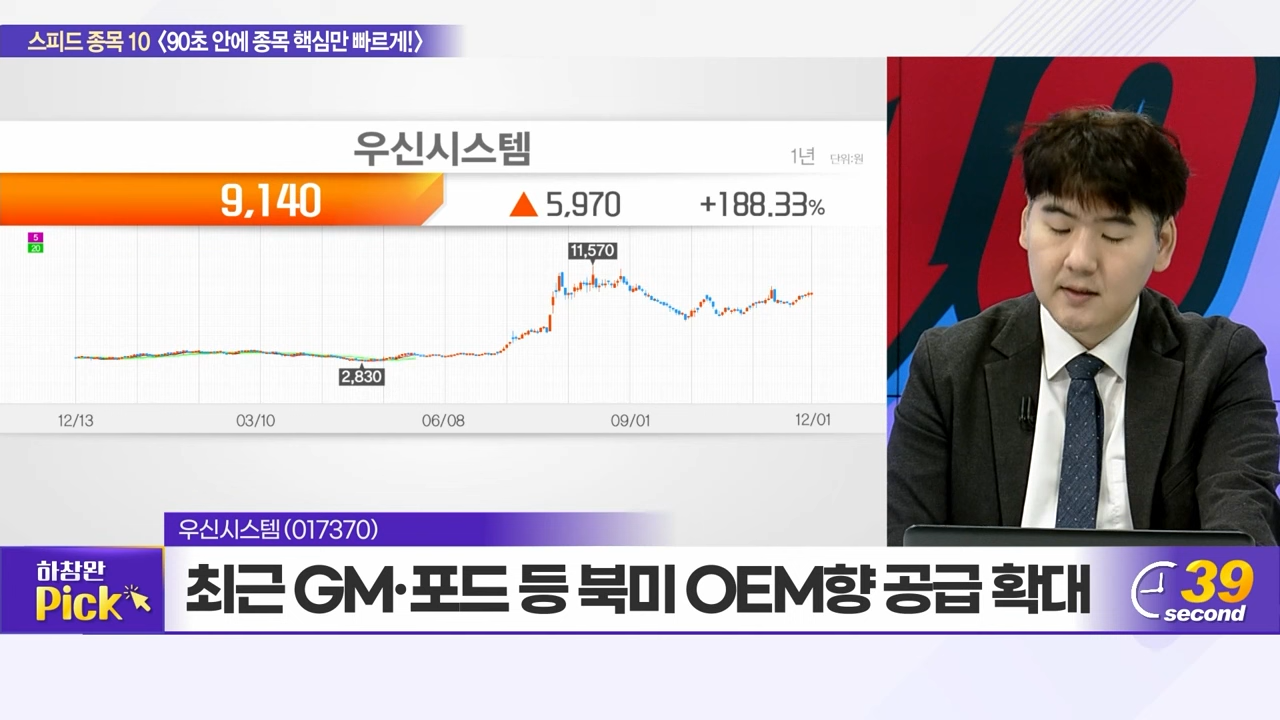 스피드 종목 10 <90초 안에 종목 핵심만 빠르게!>
우신시스템
1년 단위:원
9,140
▲ 5,970
+188.33%
5
20
11,570
2,830
12/13 03/10 06/08 09/01 12/01
우신시스템(017370)
하창완
Pick
최근 GM·포드 등 북미 OEM향 공급 확대
39
second